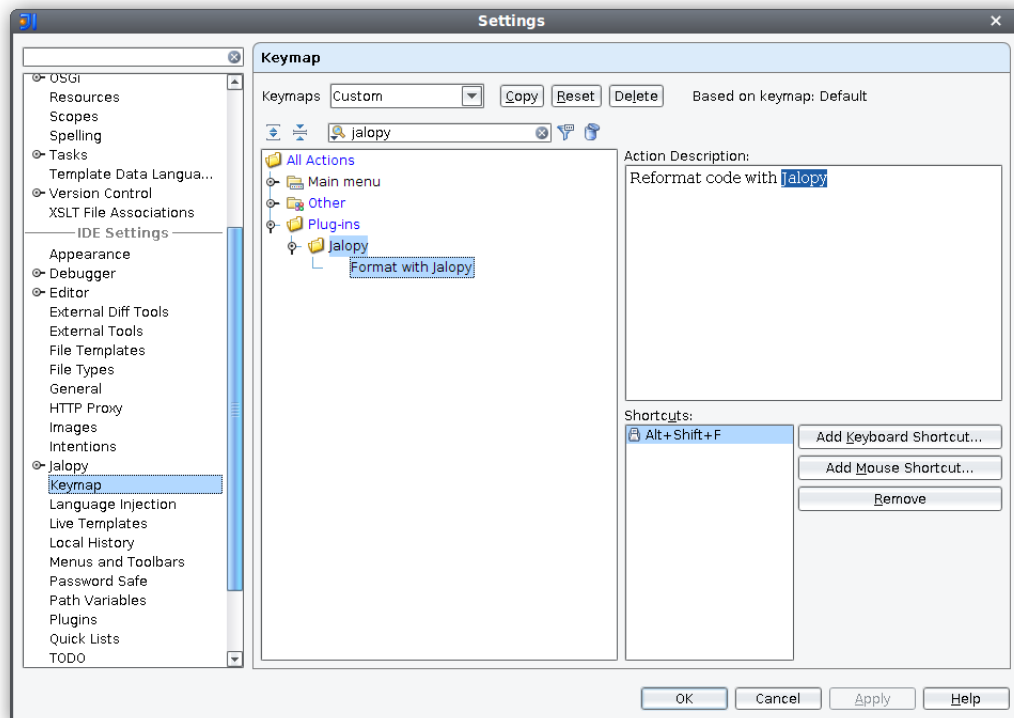 Settings
Keymap
Keymaps Custom Copy Reset Delete Based on keymap: Default
jalopy
OSGi
Resources
Scopes
Spelling
Tasks
Template Data Langua...
Version Control
XSLT File Associations
IDE Settings
Appearance
Debugger
Editor
External Diff Tools
External Tools
File Templates
File Types
General
HTTP Proxy
Images
Intentions
Jalopy
Keymap
Language Injection
Live Templates
Local History
Menus and Toolbars
Password Safe
Path Variables
Plugins
Quick Lists
TODO
All Actions
Main menu
Other
Plug-ins
Jalopy
Format with Jalopy
Action Description:
Reformat code with Jalopy
Shortcuts:
Alt+Shift+F
Add Keyboard Shortcut...
Add Mouse Shortcut...
Remove
OK Cancel Apply Help